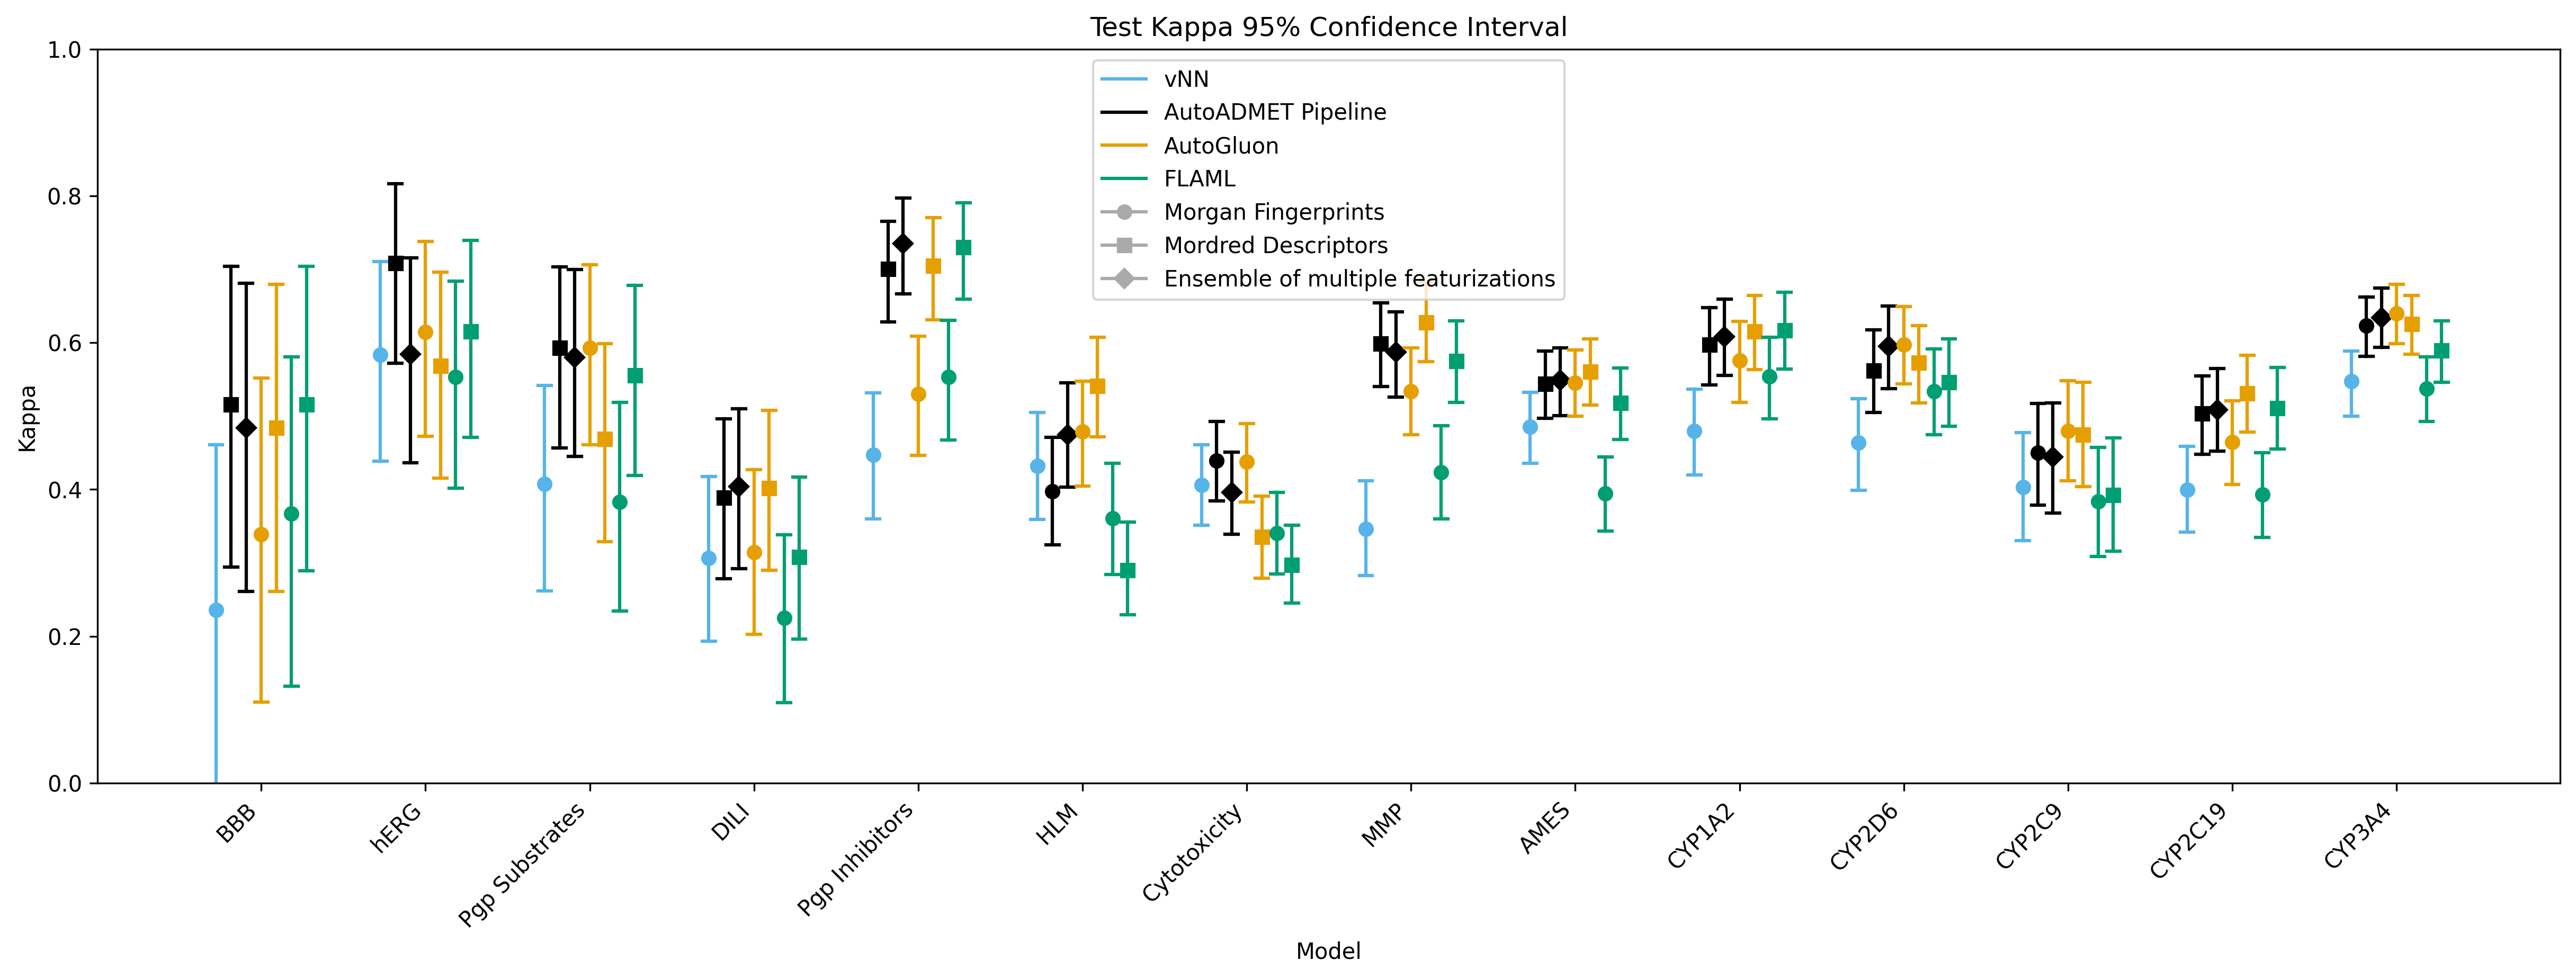 Test Kappa 95% Confidence Interval
1.0
0.8
0.6
0.4
0.2
0.0
Kappa
vNN
AutoADMET Pipeline
AutoGluon
FLAML
Morgan Fingerprints
Mordred Descriptors
Ensemble of multiple featurizations
BBB
hERG
Pgp Substrates
DILI
Pgp Inhibitors
HLM
Cytotoxicity
MMP
AMES
CYP1A2
CYP2D6
CYP2C9
CYP2C19
CYP3A4
Model